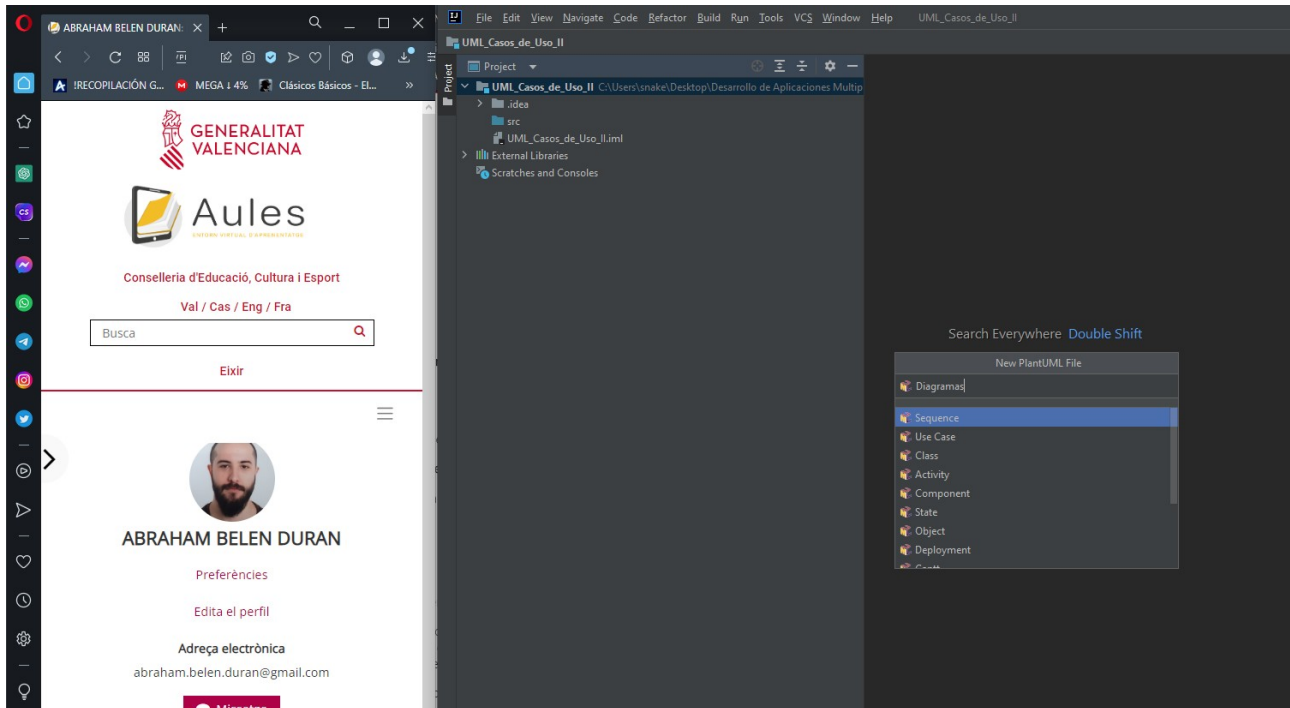 ABRAHAM BELEN DURAN:
!RECOPILACIÓN G...
MEGA ↓ 4%
Clásicos Básicos - El...
»
GENERALITAT
VALENCIANA
Aules
ENTORN VIRTUAL D'APRENENTATGE
Conselleria d'Educació, Cultura i Esport
Val / Cas / Eng / Fra
Busca
Eixir
ABRAHAM BELEN DURAN
Preferències
Edita el perfil
Adreça electrònica
abraham.belen.duran@gmail.com
File Edit View Navigate Code Refactor Build Run Tools VCS Window Help UML_Casos_de_Uso_II
UML_Casos_de_Uso_II
Project
Project
UML_Casos_de_Uso_II C:\Users\snake\Desktop\Desarrollo de Aplicaciones Multip
.idea
src
UML_Casos_de_Uso_II.iml
External Libraries
Scratches and Consoles
Search Everywhere Double Shift
New PlantUML File
Diagramas
Sequence
Use Case
Class
Activity
Component
State
Object
Deployment